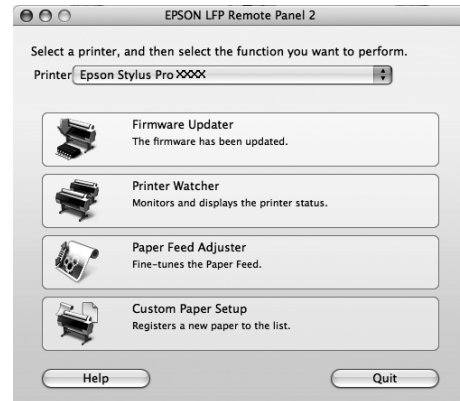 EPSON LFP Remote Panel 2
Select a printer, and then select the function you want to perform.
Printer Epson Stylus Pro XXXX
Firmware Updater
The firmware has been updated.
Printer Watcher
Monitors and displays the printer status.
Paper Feed Adjuster
Fine-tunes the Paper Feed.
Custom Paper Setup
Registers a new paper to the list.
Help Quit